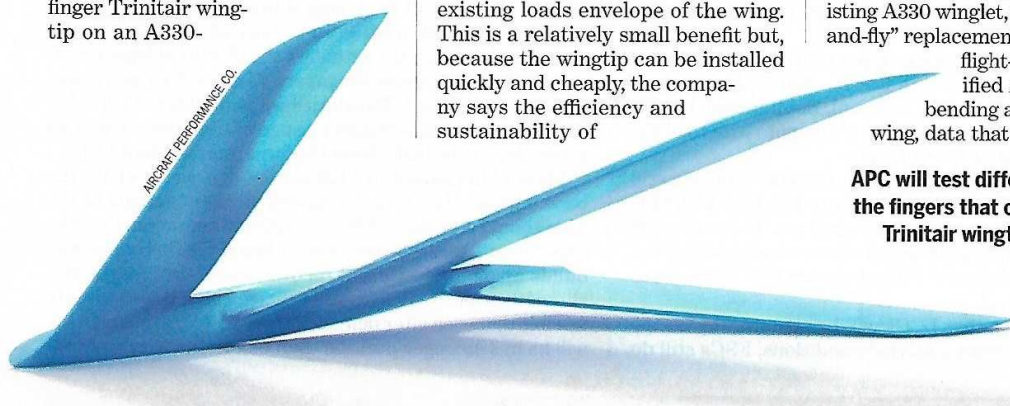 finger Trinitair wing-
tip on an A330-
AIRCRAFT PERFORMANCE CO.
existing loads envelope of the wing.
This is a relatively small benefit but,
because the wingtip can be installed
quickly and cheaply, the compa-
ny says the efficiency and
sustainability of
isting A330 winglet,
and-fly” replacement
flight-
ified
bending a
wing, data that
APC will test diffe
the fingers that c
Trinitair wingt